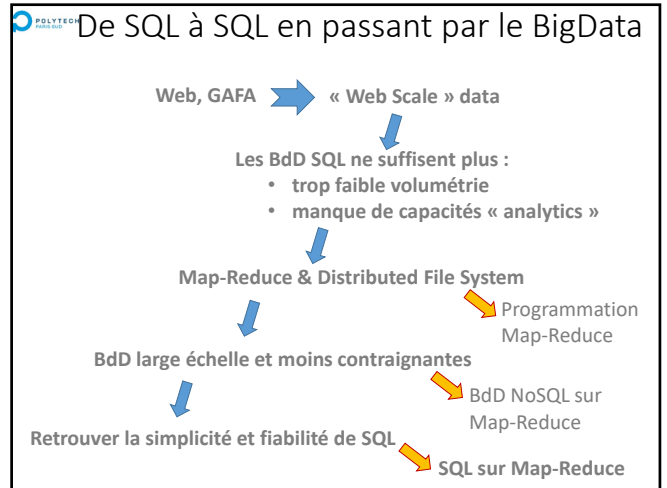 POLYTECH
PARIS-SUD
De SQL à SQL en passant par le BigData
Web, GAFA
« Web Scale » data
Les BdD SQL ne suffisent plus :
• trop faible volumétrie
• manque de capacités « analytics »
Map-Reduce & Distributed File System
Programmation
Map-Reduce
BdD large échelle et moins contraignantes
BdD NoSQL sur
Map-Reduce
Retrouver la simplicité et fiabilité de SQL
SQL sur Map-Reduce